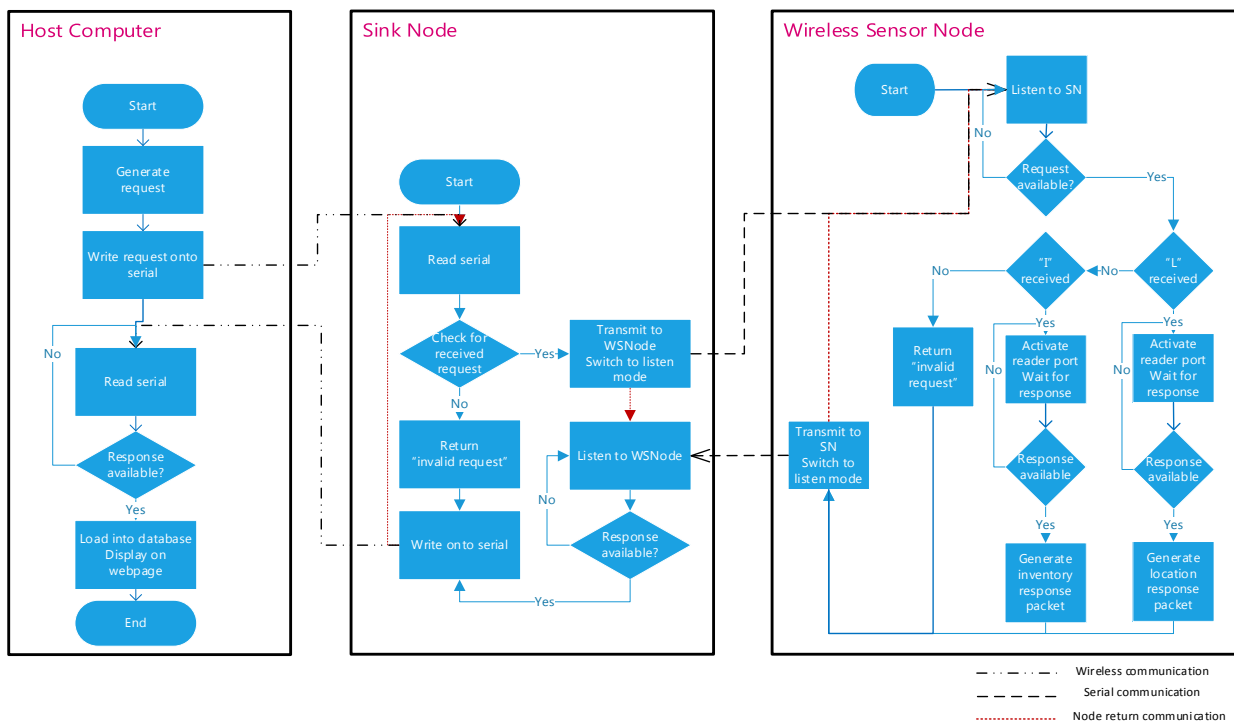 Host Computer
Start
Generate
request
Write request onto
serial
No
Read serial
Response
available?
Yes
Load into database
Display on
webpage
End
Sink Node
Start
Read serial
Check for
received
request
Yes
Transmit to
WSNode
Switch to listen
mode
No
Return
“invalid request”
Listen to WSNode
No
Write onto serial
Response
available?
Yes
Wireless Sensor Node
Start
Listen to SN
No
Request
available?
Yes
“L”
received
No
“I”
received
No
Return
“invalid
request”
Yes
Activate
reader port
Wait for
response
No
Response
available
Yes
Generate
inventory
response
packet
Yes
Activate
reader port
Wait for
response
No
Response
available
Yes
Generate
location
response
packet
Transmit to
SN
Switch to
listen mode
Wireless communication
Serial communication
Node return communication